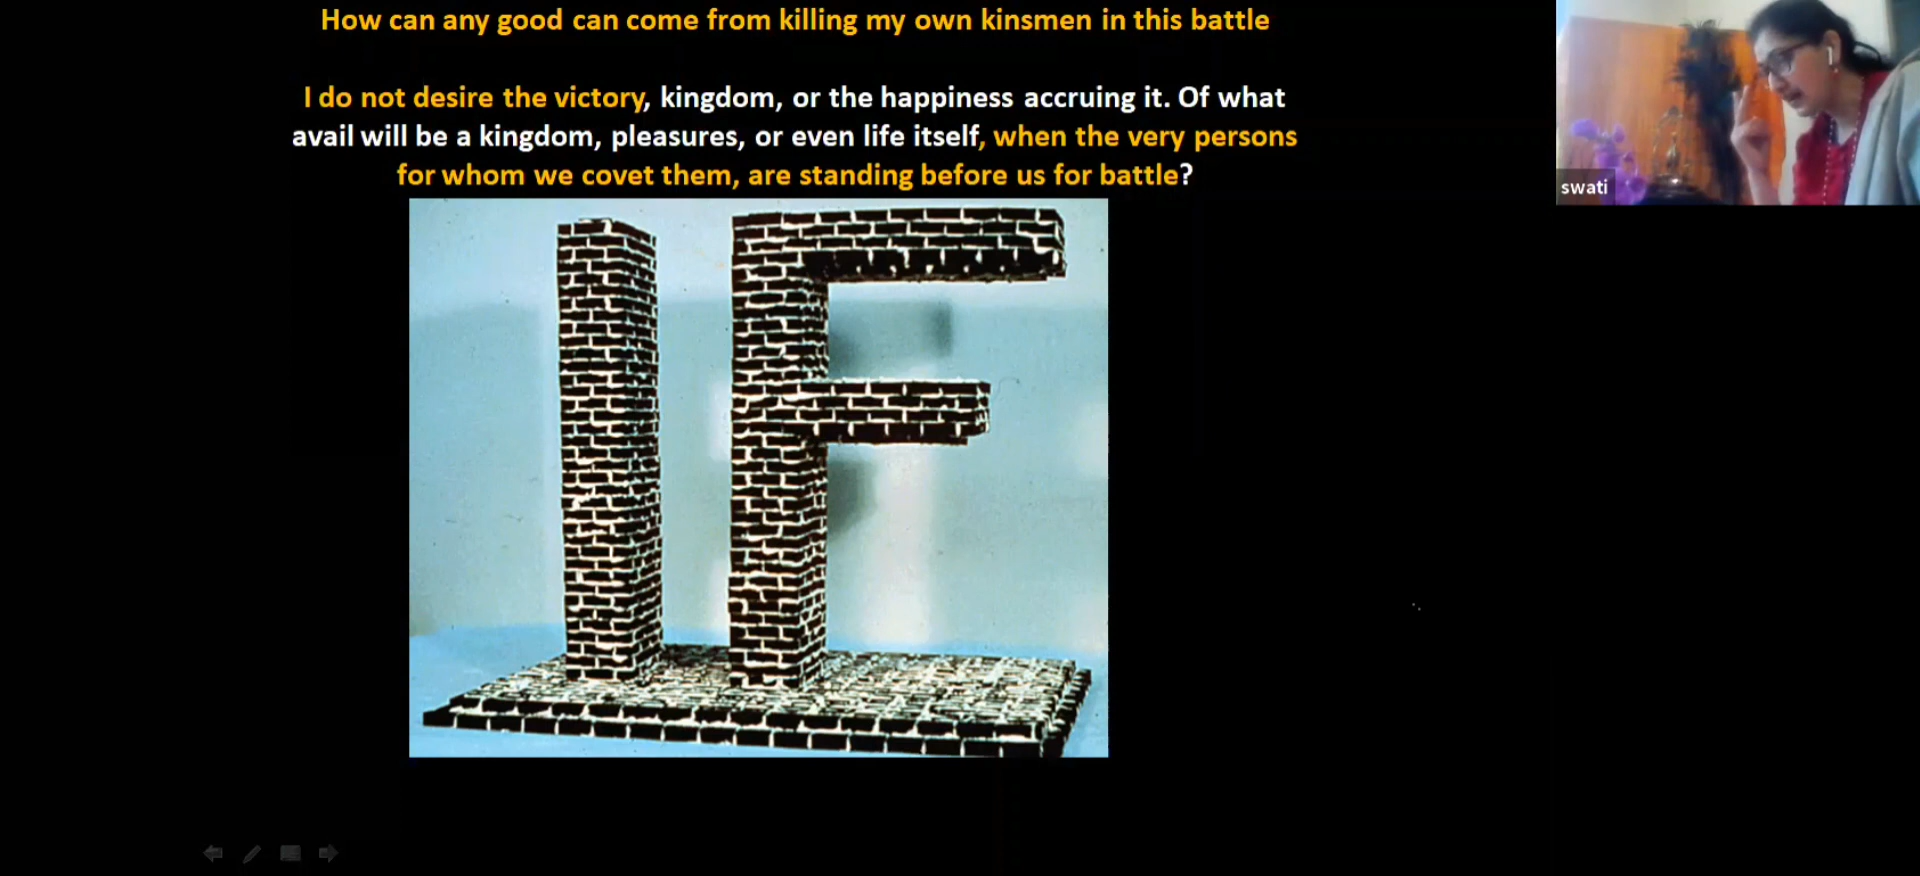 How can any good can come from killing my own kinsmen in this battle
I do not desire the victory, kingdom, or the happiness accruing it. Of what
avail will be a kingdom, pleasures, or even life itself, when the very persons
for whom we covet them, are standing before us for battle?
IF
swati